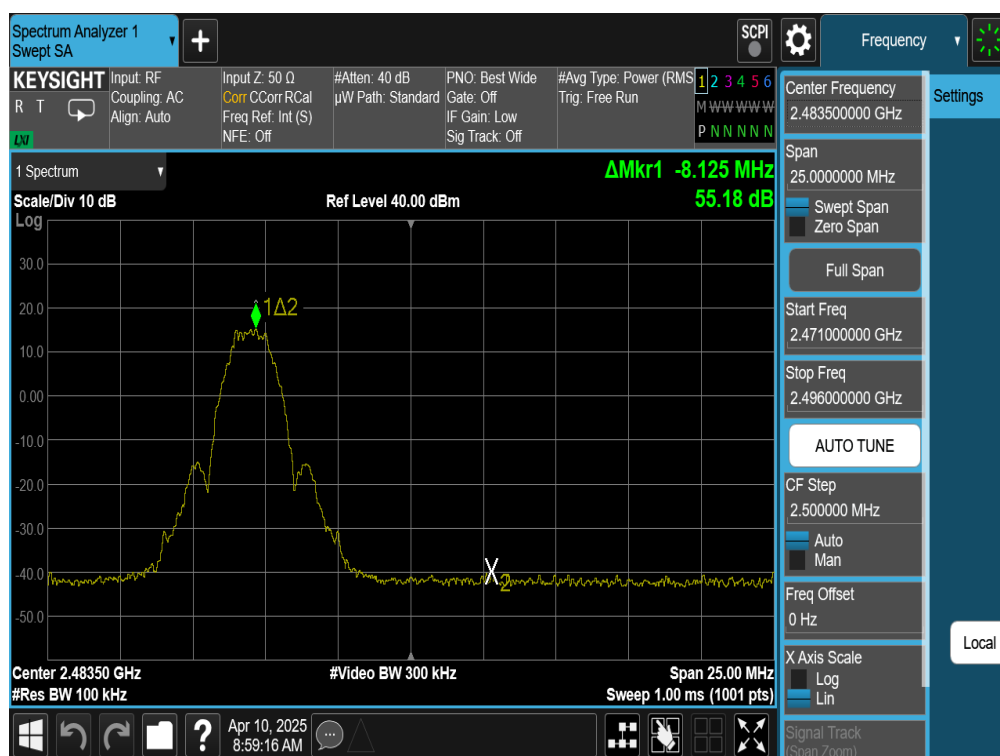 Spectrum Analyzer 1
Swept SA
+
SCPI
Frequency
KEYSIGHT
R T
LXI
Input: RF
Coupling: AC
Align: Auto
Input Z: 50 Ω
Corr CCorr RCal
Freq Ref: Int (S)
NFE: Off
#Atten: 40 dB
µW Path: Standard
PNO: Best Wide
Gate: Off
IF Gain: Low
Sig Track: Off
#Avg Type: Power (RMS
Trig: Free Run
1 2 3 4 5 6
M W W W W W
P N N N N N
1 Spectrum
ΔMkr1 -8.125 MHz
55.18 dB
Scale/Div 10 dB
Ref Level 40.00 dBm
Log
30.0
20.0
10.0
0.00
-10.0
-20.0
-30.0
-40.0
-50.0
1Δ2
X
2
Center 2.48350 GHz
#Video BW 300 kHz
Span 25.00 MHz
#Res BW 100 kHz
Sweep 1.00 ms (1001 pts)
Center Frequency
2.483500000 GHz
Span
25.0000000 MHz
Swept Span
Zero Span
Full Span
Start Freq
2.471000000 GHz
Stop Freq
2.496000000 GHz
AUTO TUNE
CF Step
2.500000 MHz
Auto
Man
Freq Offset
0 Hz
X Axis Scale
Log
Lin
Signal Track
(Span Zoom)
Settings
Local
?
Apr 10, 2025
8:59:16 AM